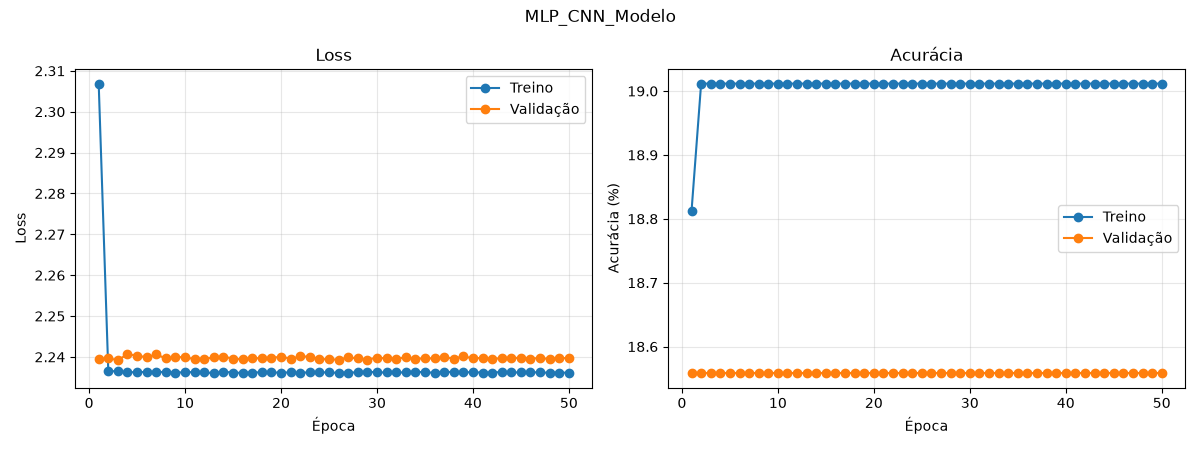 MLP_CNN_Modelo
Loss
2.31
2.30
2.29
2.28
2.27
2.26
2.25
2.24
Loss
0 10 20 30 40 50
Época
Treino
Validação
Acurácia
19.0
18.9
18.8
18.7
18.6
Acurácia (%)
0 10 20 30 40 50
Época
Treino
Validação